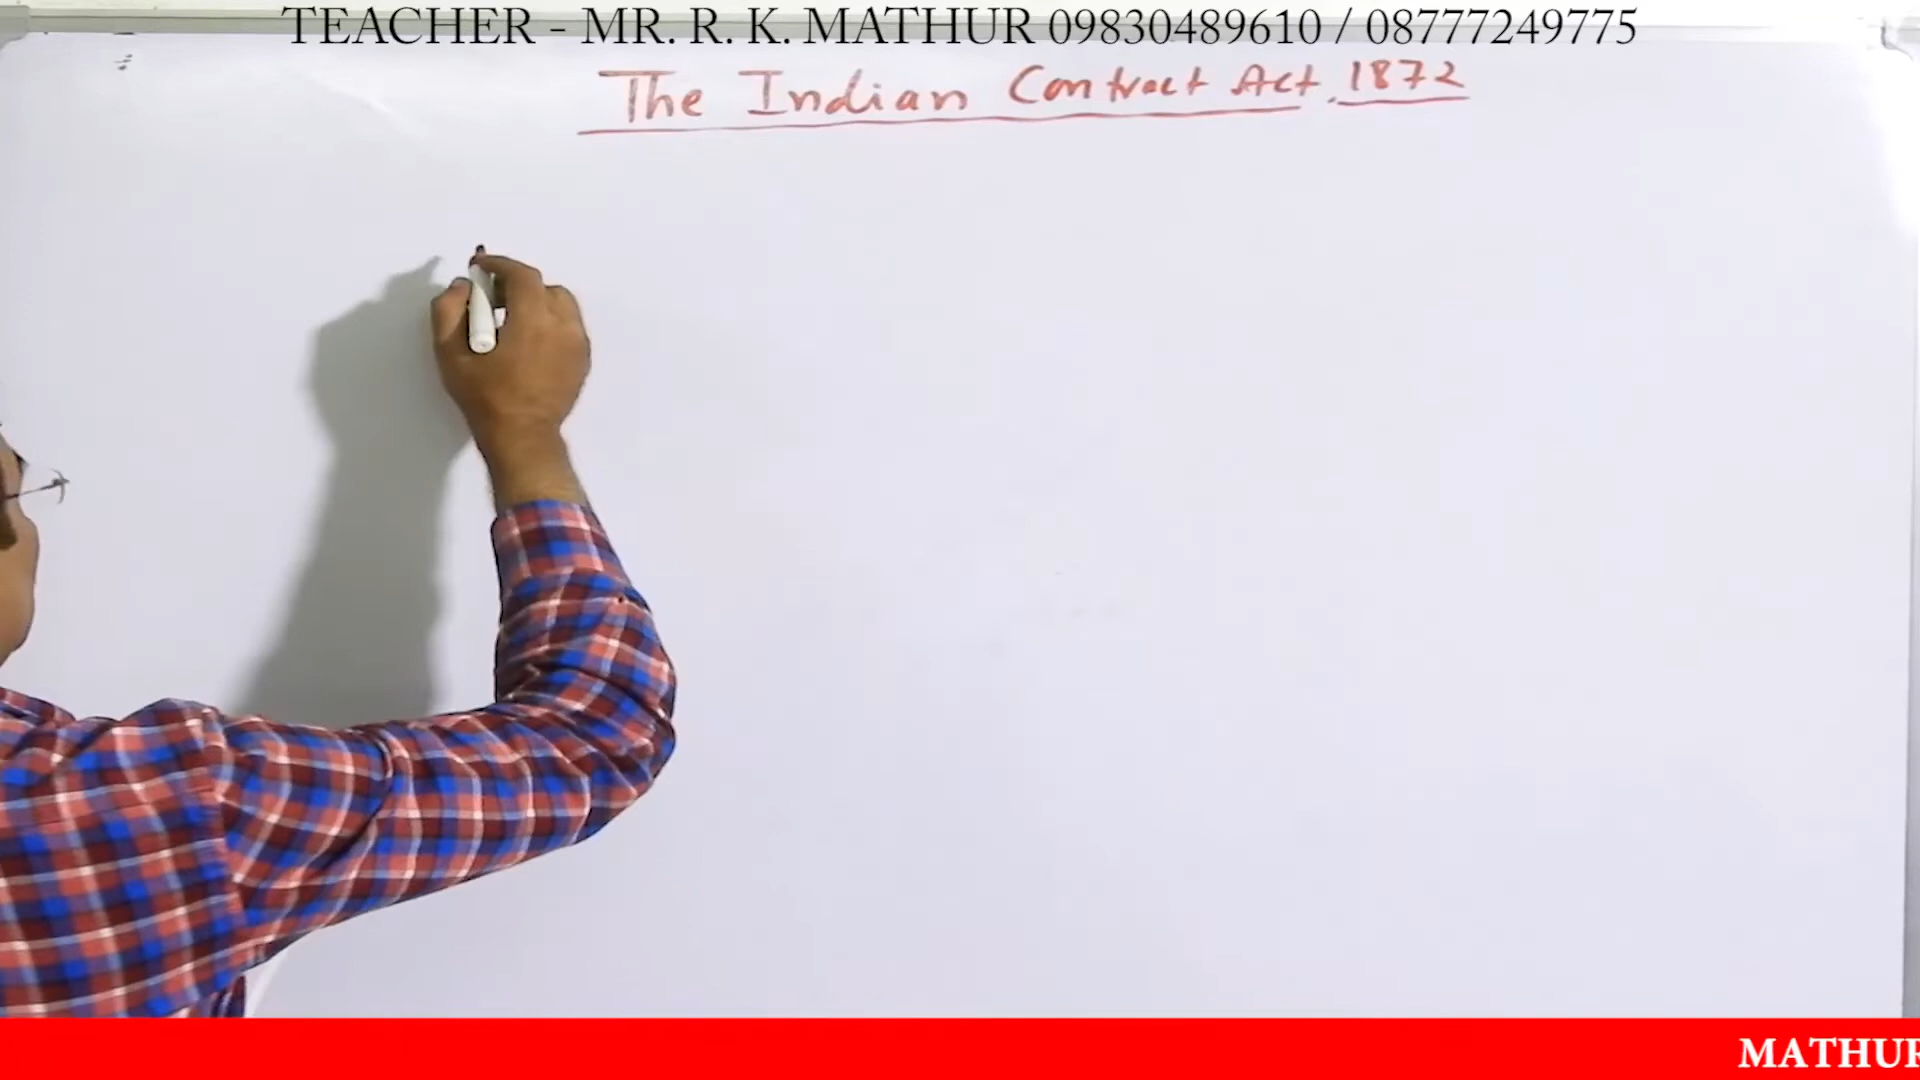 TEACHER - MR. R. K. MATHUR 09830489610 / 08777249775
The Indian Contract Act, 1872
MATHUR